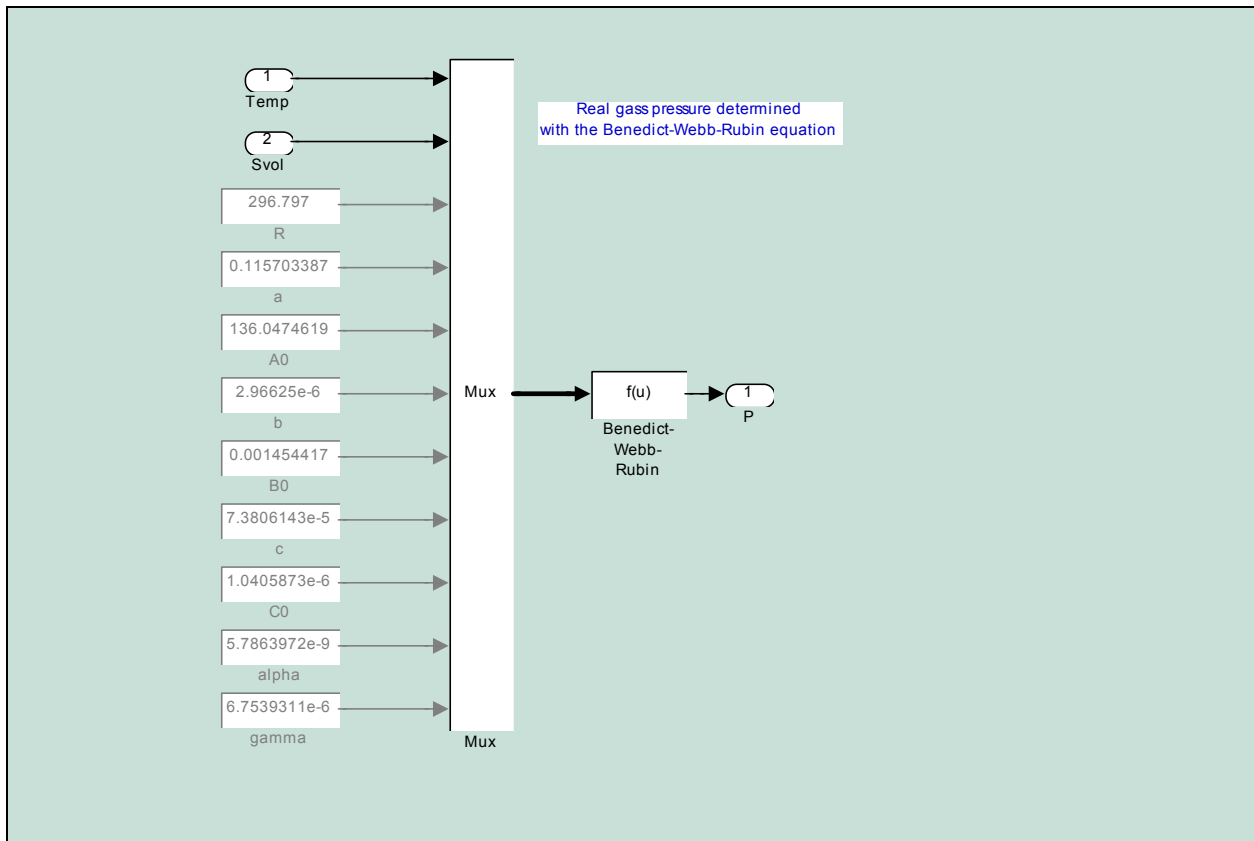 1
Temp
Real gass pressure determined
with the Benedict-Webb-Rubin equation
2
Svol
296.797
R
0.115703387
a
136.0474619
A0
2.96625e-6
b
Mux
f(u)
1
P
Benedict-
Webb-
Rubin
0.001454417
B0
7.3806143e-5
c
1.0405873e-6
C0
5.7863972e-9
alpha
6.7539311e-6
gamma
Mux